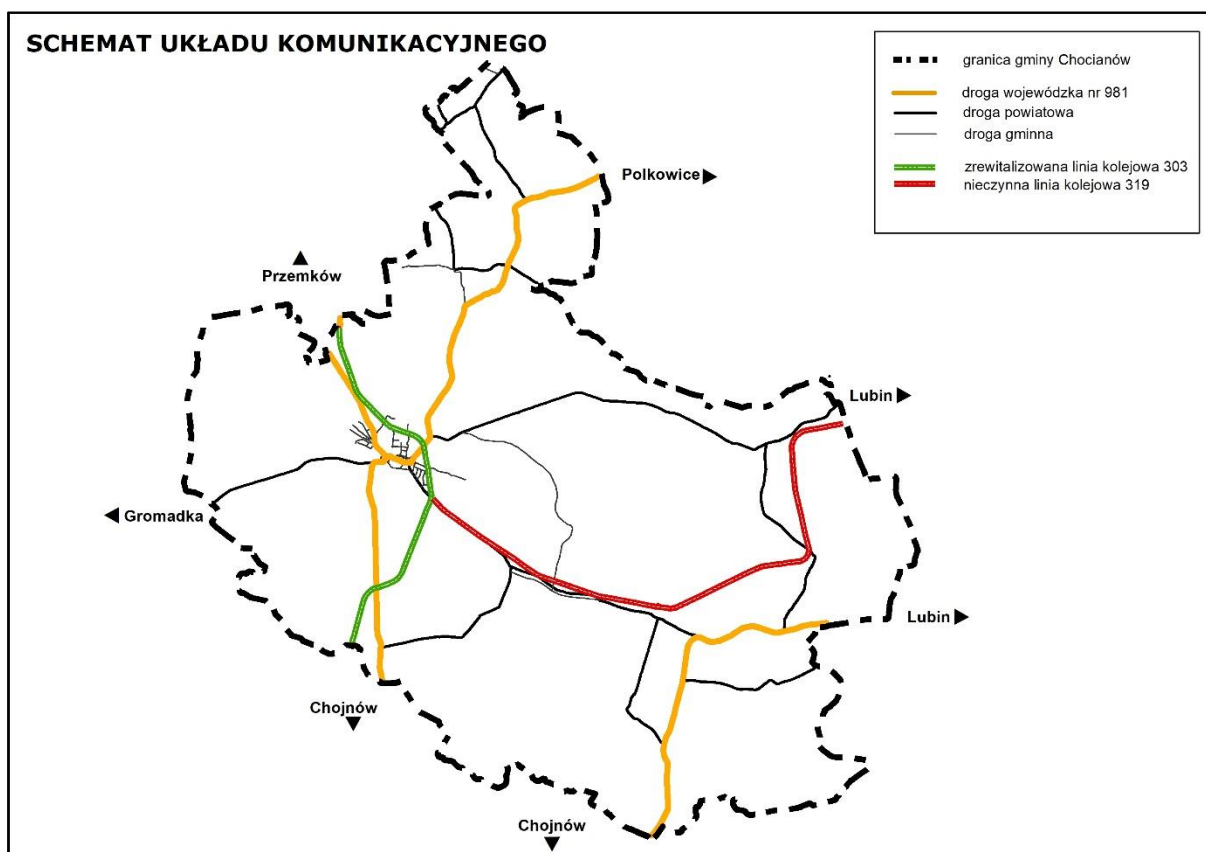 SCHEMAT UKŁADU KOMUNIKACYJNEGO
granica gminy Chocianów
droga wojewódzka nr 981
droga powiatowa
droga gminna
zrewitalizowana linia kolejowa 303
nieczynna linia kolejowa 319
Polkowice
Przemków
Lubin
Gromadka
Lubin
Chojnów
Chojnów